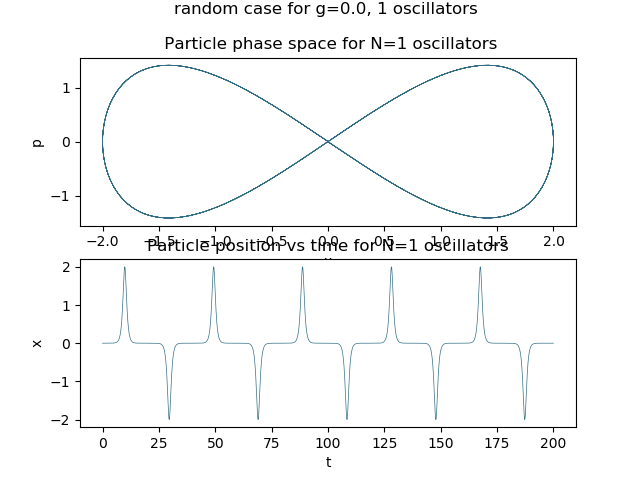 random case for g=0.0, 1 oscillators
Particle phase space for N=1 oscillators
p
1
0
−1
−2.0 −1.5 −1.0 −0.5 0.0 0.5 1.0 1.5 2.0
Particle position vs time for N=1 oscillators
x
2
1
0
−1
−2
0 25 50 75 100 125 150 175 200
t